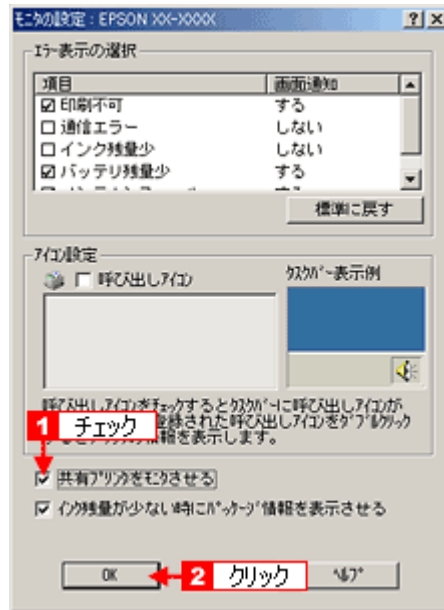 モニタの設定 : EPSON XX-XXXX
エラー表示の選択
項目 画面通知
印刷不可 する
通信エラー しない
インク残量少 しない
バッテリ残量少 する
標準に戻す
アイコン設定
呼び出しアイコン
タスクバー表示例
呼び出しアイコンをチェックするとタスクバーに呼び出しアイコンが
登録された呼び出しアイコンをダブルクリック
情報を表示します。
1 チェック
共有プリンタをモニタさせる
インク残量が少ない時にパッケージ情報を表示させる
OK
2 クリック
ヘルプ